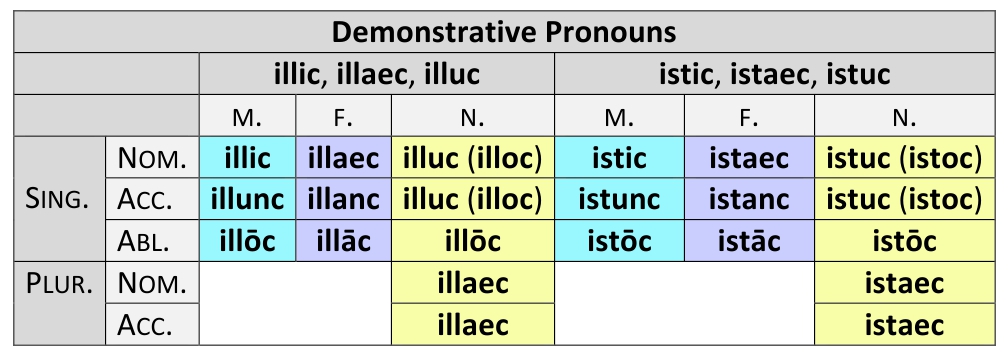 Demonstrative Pronouns
illic, illaec, illuc istic, istaec, istuc
M. F. N. M. F. N.
SING. NOM. illic illaec illuc (illoc) istic istaec istuc (istoc)
ACC. illunc illanc illuc (illoc) istunc istanc istuc (istoc)
ABL. illōc illāc illōc istōc istāc istōc
PLUR. NOM. illaec istaec
ACC. illaec istaec